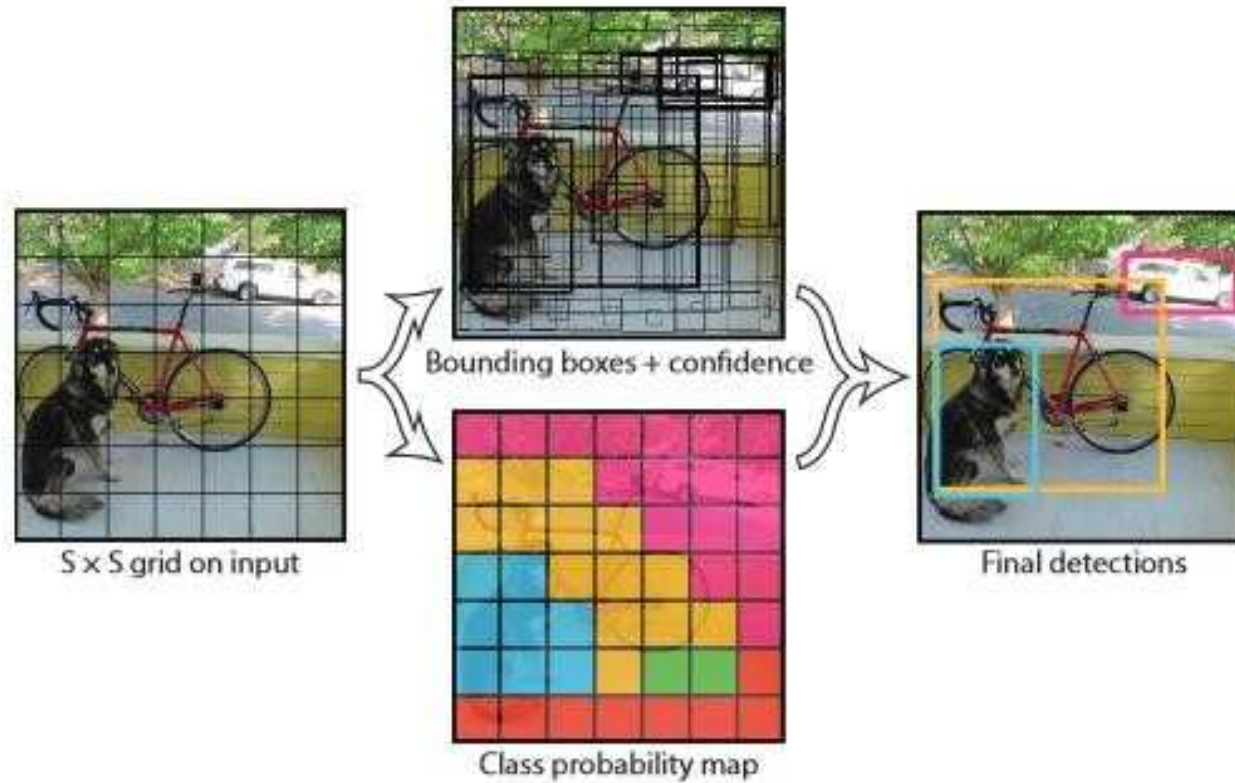 Bounding boxes + confidence
S × S grid on input
Final detections
Class probability map